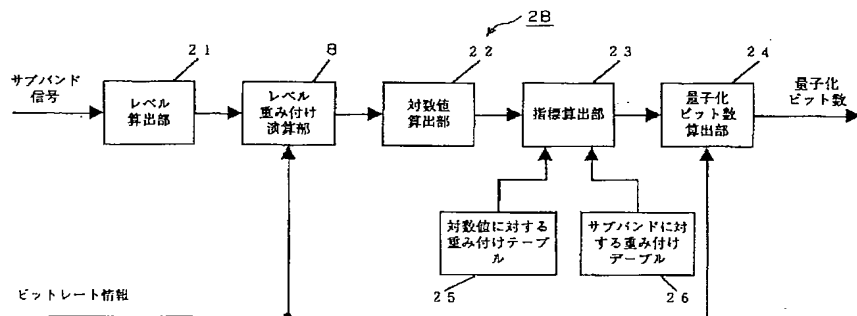 2B
21
8
22
23
24
サブバンド
信号
レベル
算出部
レベル
重み付け
演算部
対数値
算出部
指標算出部
量子化
ビット数
算出部
量子化
ビット数
対数値に対する
重み付けテーブ
ル
サブバンドに対
する重み付け
テーブル
25
26
ビットレート情報